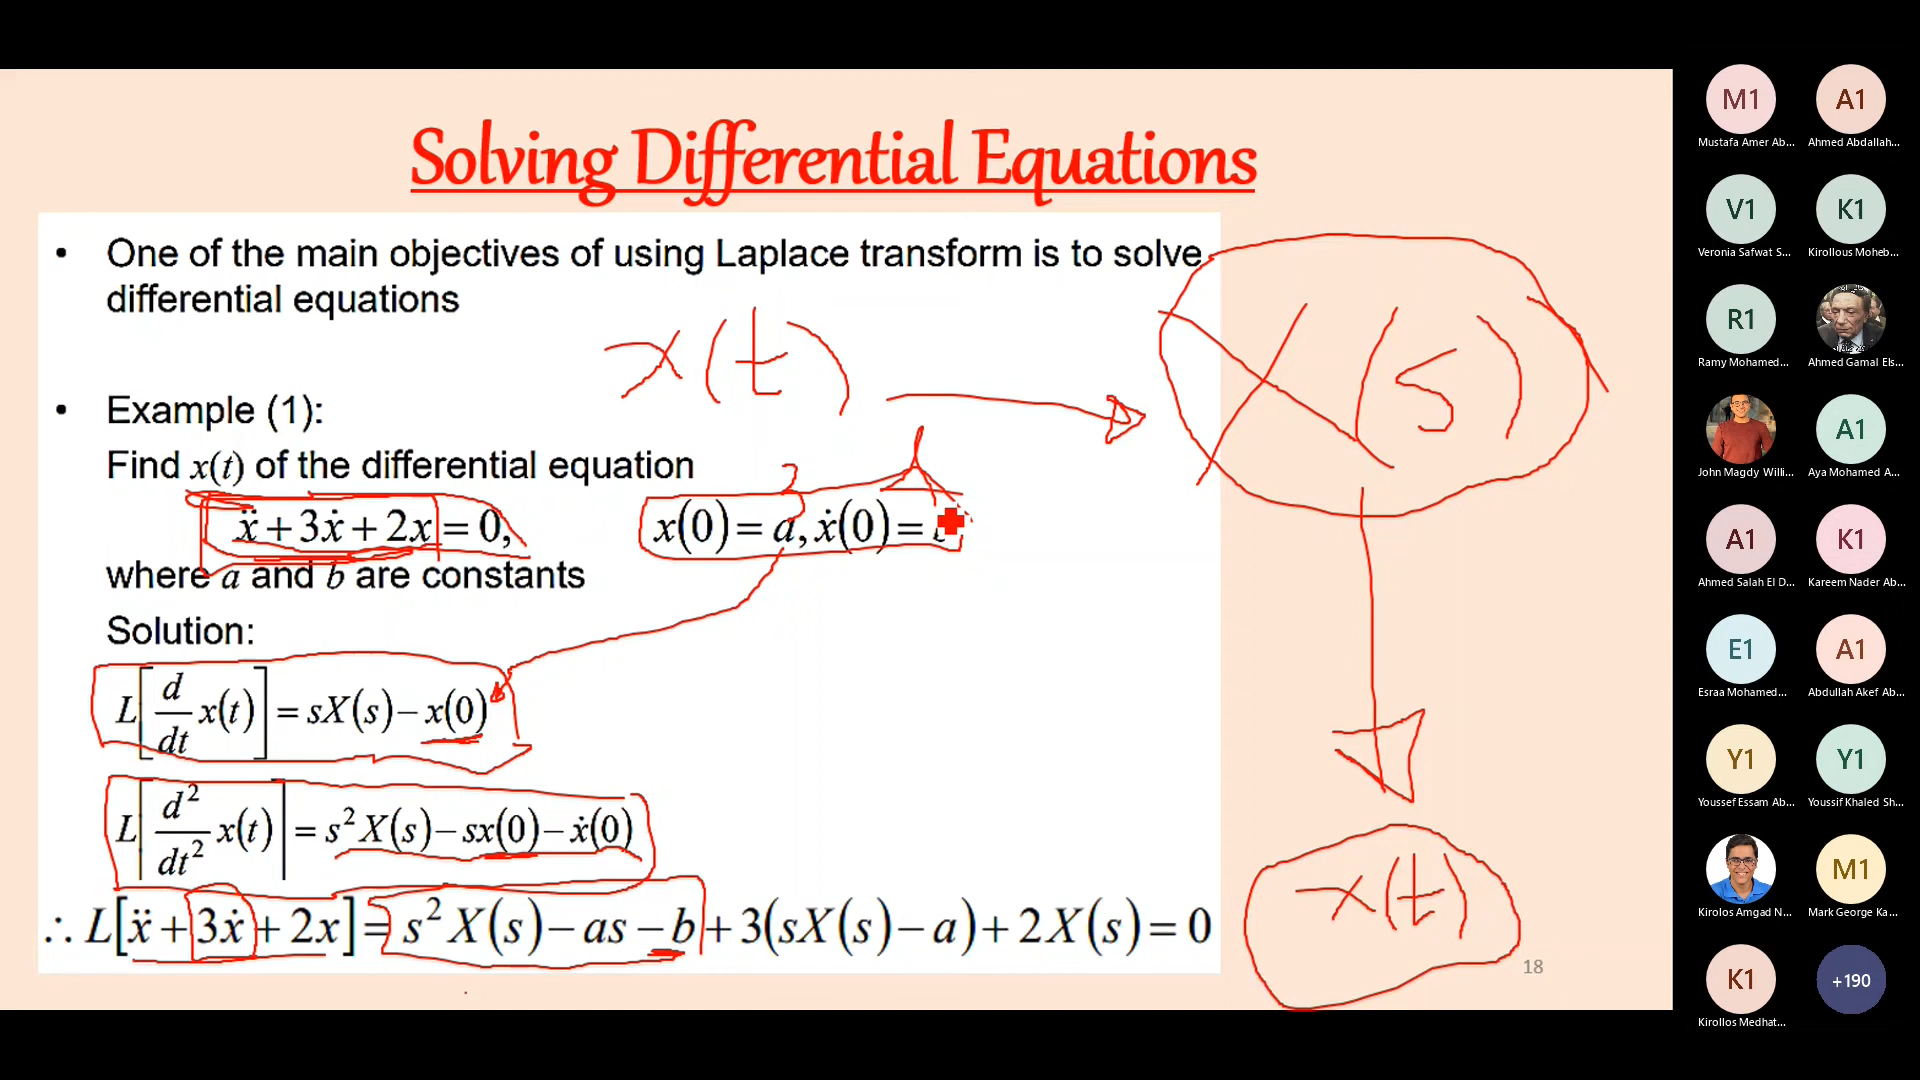 Solving Differential Equations
• One of the main objectives of using Laplace transform is to solve
differential equations
x(t)
X(s)
• Example (1):
Find x(t) of the differential equation
ẍ + 3ẋ + 2x = 0, x(0) = a, ẋ(0) =
where a and b are constants
Solution:
L[d/dt x(t)] = sX(s) − x(0)
L[d²/dt² x(t)] = s²X(s) − sx(0) − ẋ(0)
∴ L[ẍ + 3ẋ + 2x] = s²X(s) − as − b + 3(sX(s) − a) + 2X(s) = 0
x(t)
18
M1 A1
Mustafa Amer Ab... Ahmed Abdallah...
V1 K1
Veronia Safwat S... Kirollous Moheb...
R1
Ramy Mohamed... Ahmed Gamal Els...
A1
John Magdy Willi... Aya Mohamed A...
A1 K1
Ahmed Salah El D... Kareem Nader Ab...
E1 A1
Esraa Mohamed... Abdullah Akef Ab...
Y1 Y1
Youssef Essam Ab... Youssif Khaled Sh...
M1
Kirolos Amgad N... Mark George Ka...
K1 +190
Kirollos Medhat...